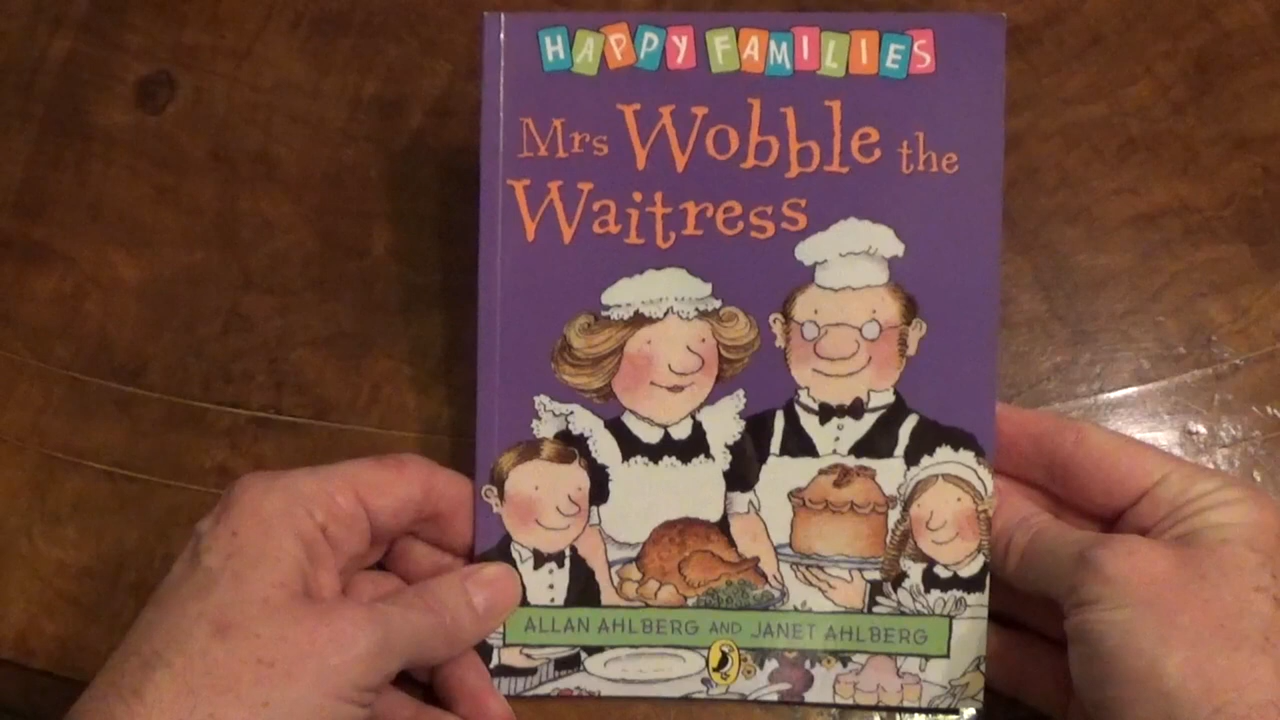 HAPPY FAMILIES
Mrs Wobble the
Waitress
ALLAN AHLBERG AND JANET AHLBERG